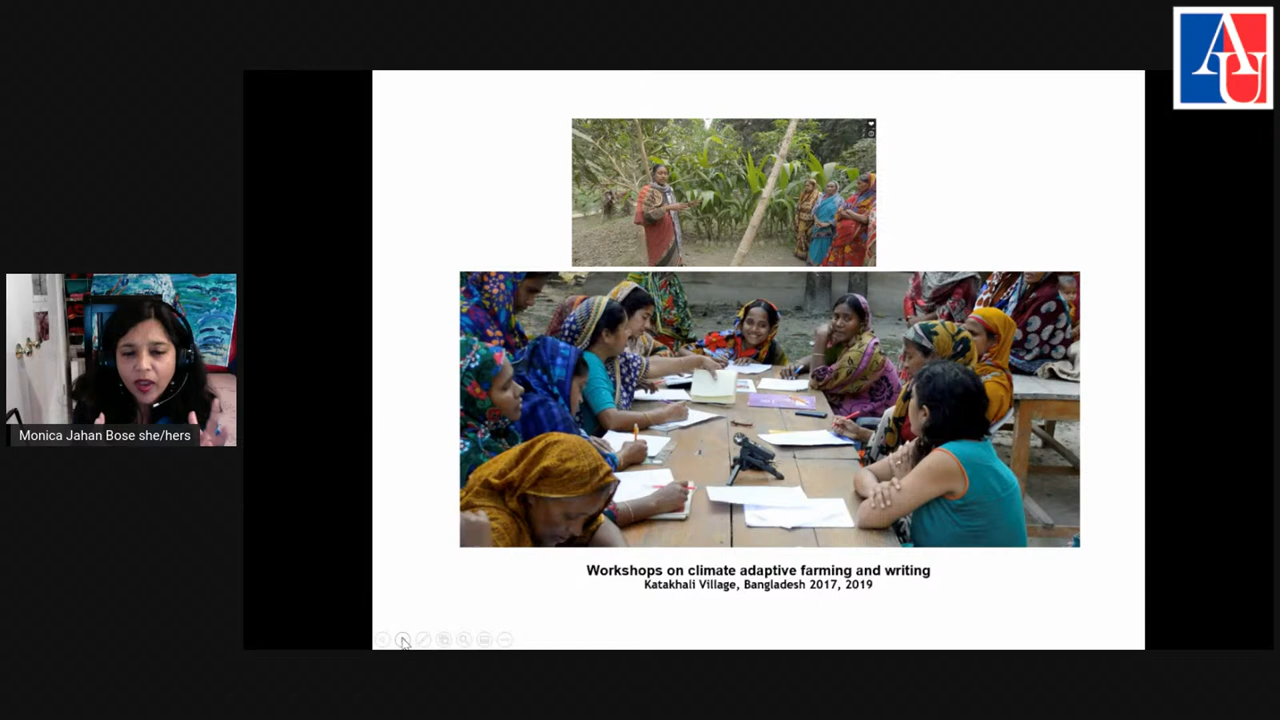 AU
Monica Jahan Bose she/hers
Workshops on climate adaptive farming and writing
Katakhali Village, Bangladesh 2017, 2019